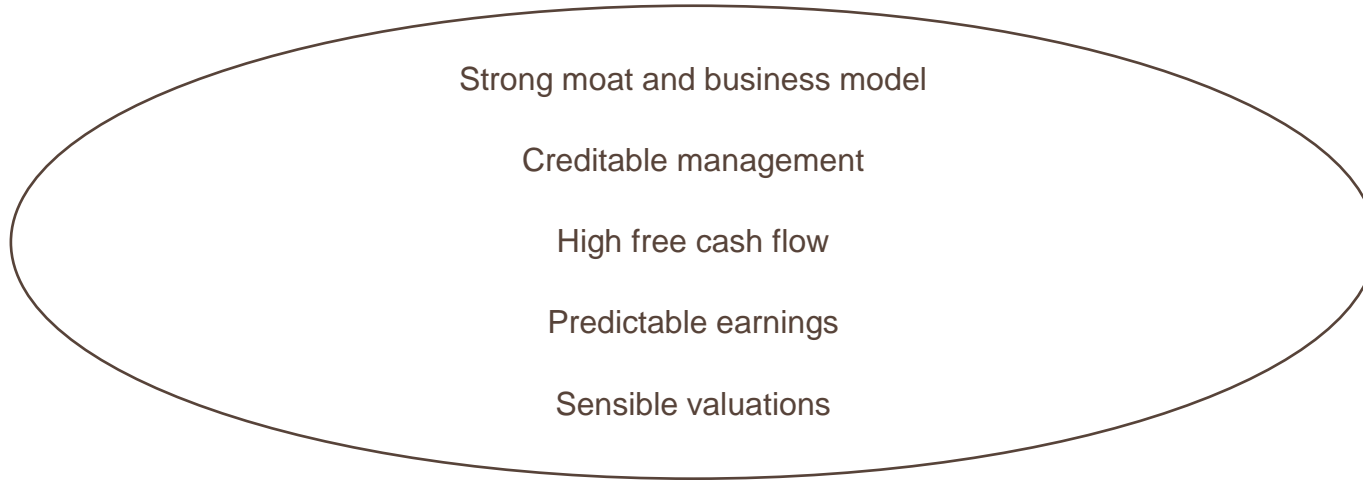 Strong moat and business model
Creditable management
High free cash flow
Predictable earnings
Sensible valuations